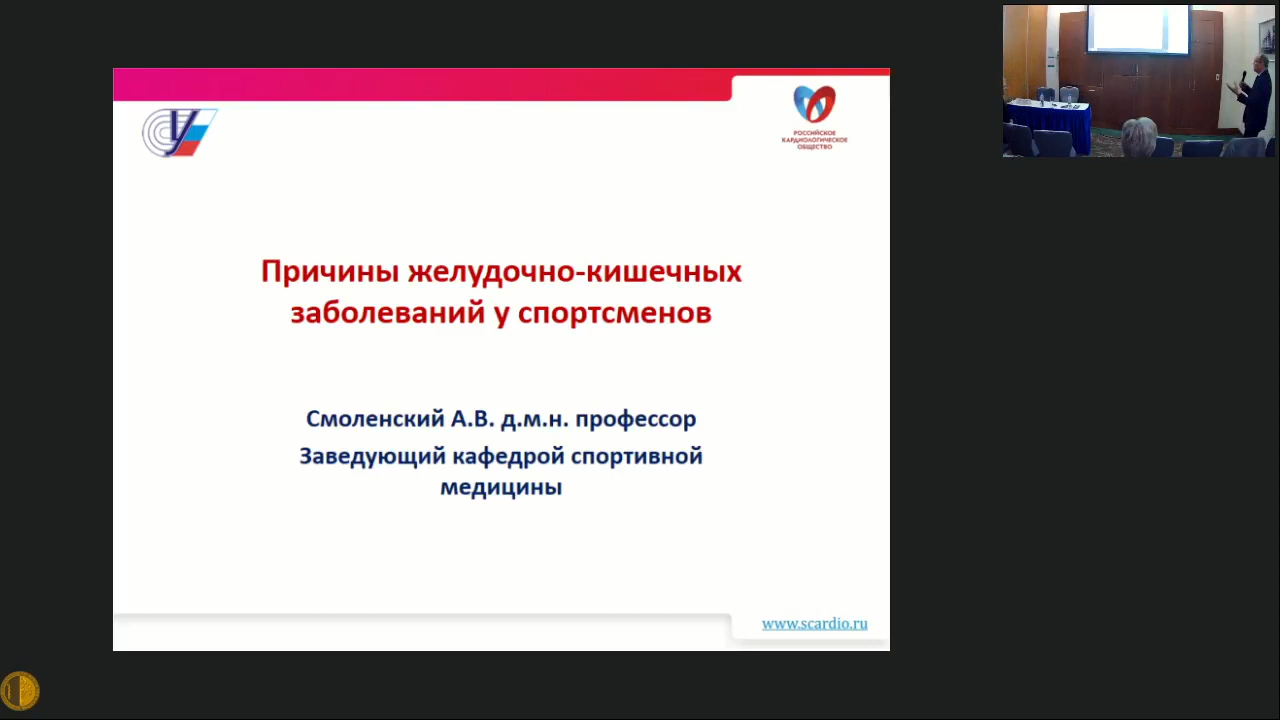 РОССИЙСКОЕ
КАРДИОЛОГИЧЕСКОЕ
ОБЩЕСТВО
Причины желудочно-кишечных
заболеваний у спортсменов
Смоленский А.В. д.м.н. профессор
Заведующий кафедрой спортивной
медицины
www.scardio.ru